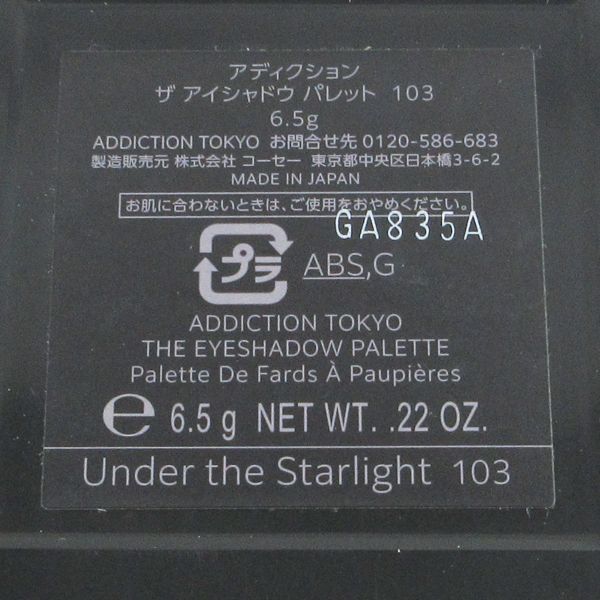 アディクション
ザ アイシャドウ パレット 103
6.5g
ADDICTION TOKYO お問合せ先 0120-586-683
製造販売元 株式会社 コーセー 東京都中央区日本橋3-6-2
MADE IN JAPAN
お肌に合わないときは、ご使用をおやめください。
GA835A
プラ ABS,G
ADDICTION TOKYO
THE EYESHADOW PALETTE
Palette De Fards À Paupières
℮ 6.5 g NET WT. .22 OZ.
Under the Starlight 103